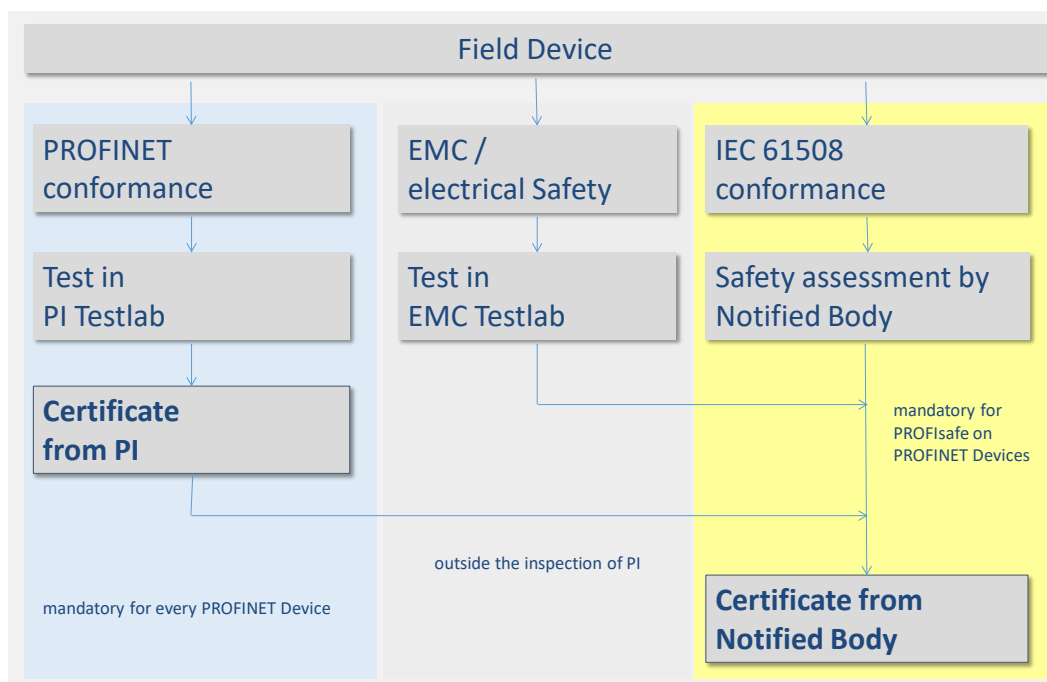 Field Device
PROFINET
conformance
Test in
PI Testlab
Certificate
from PI
mandatory for every PROFINET Device
EMC /
electrical Safety
Test in
EMC Testlab
outside the inspection of PI
IEC 61508
conformance
Safety assessment by
Notified Body
mandatory for
PROFIsafe on
PROFINET Devices
Certificate from
Notified Body